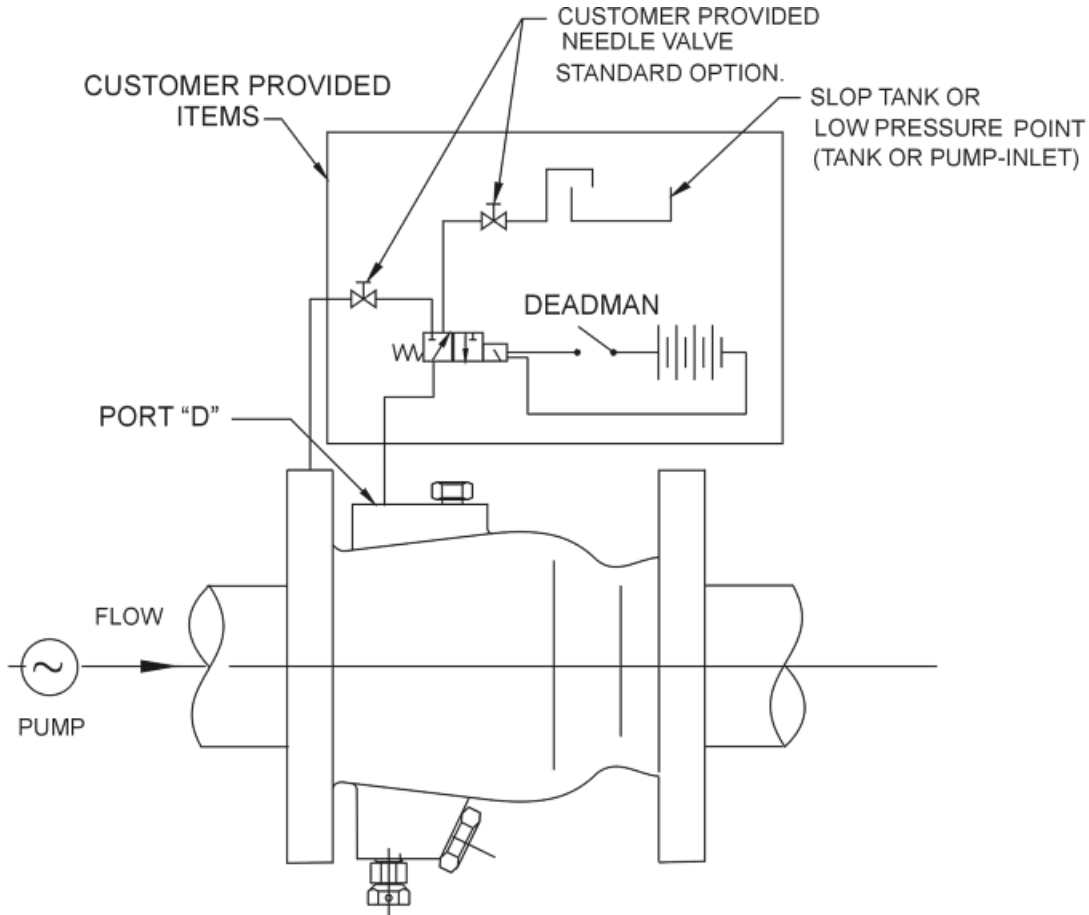 CUSTOMER PROVIDED
NEEDLE VALVE
STANDARD OPTION.
CUSTOMER PROVIDED
ITEMS
SLOP TANK OR
LOW PRESSURE POINT
(TANK OR PUMP-INLET)
DEADMAN
PORT “D”
FLOW
~
PUMP